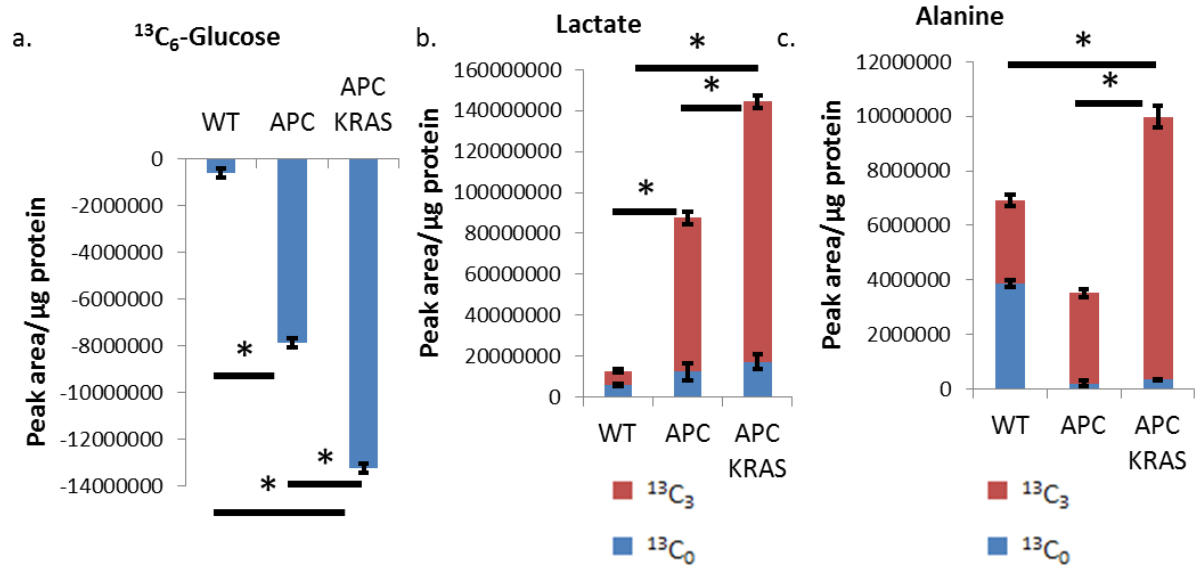 a.
¹³C₆-Glucose
WT
APC
APC
KRAS
0
-2000000
-4000000
-6000000
-8000000
-10000000
-12000000
-14000000
Peak area/µg protein
*
*
*
b.
Lactate
160000000
140000000
120000000
100000000
80000000
60000000
40000000
20000000
0
Peak area/µg protein
*
*
*
WT
APC
APC
KRAS
¹³C₃
¹³C₀
c.
Alanine
12000000
10000000
8000000
6000000
4000000
2000000
0
Peak area/µg protein
*
*
WT
APC
APC
KRAS
¹³C₃
¹³C₀